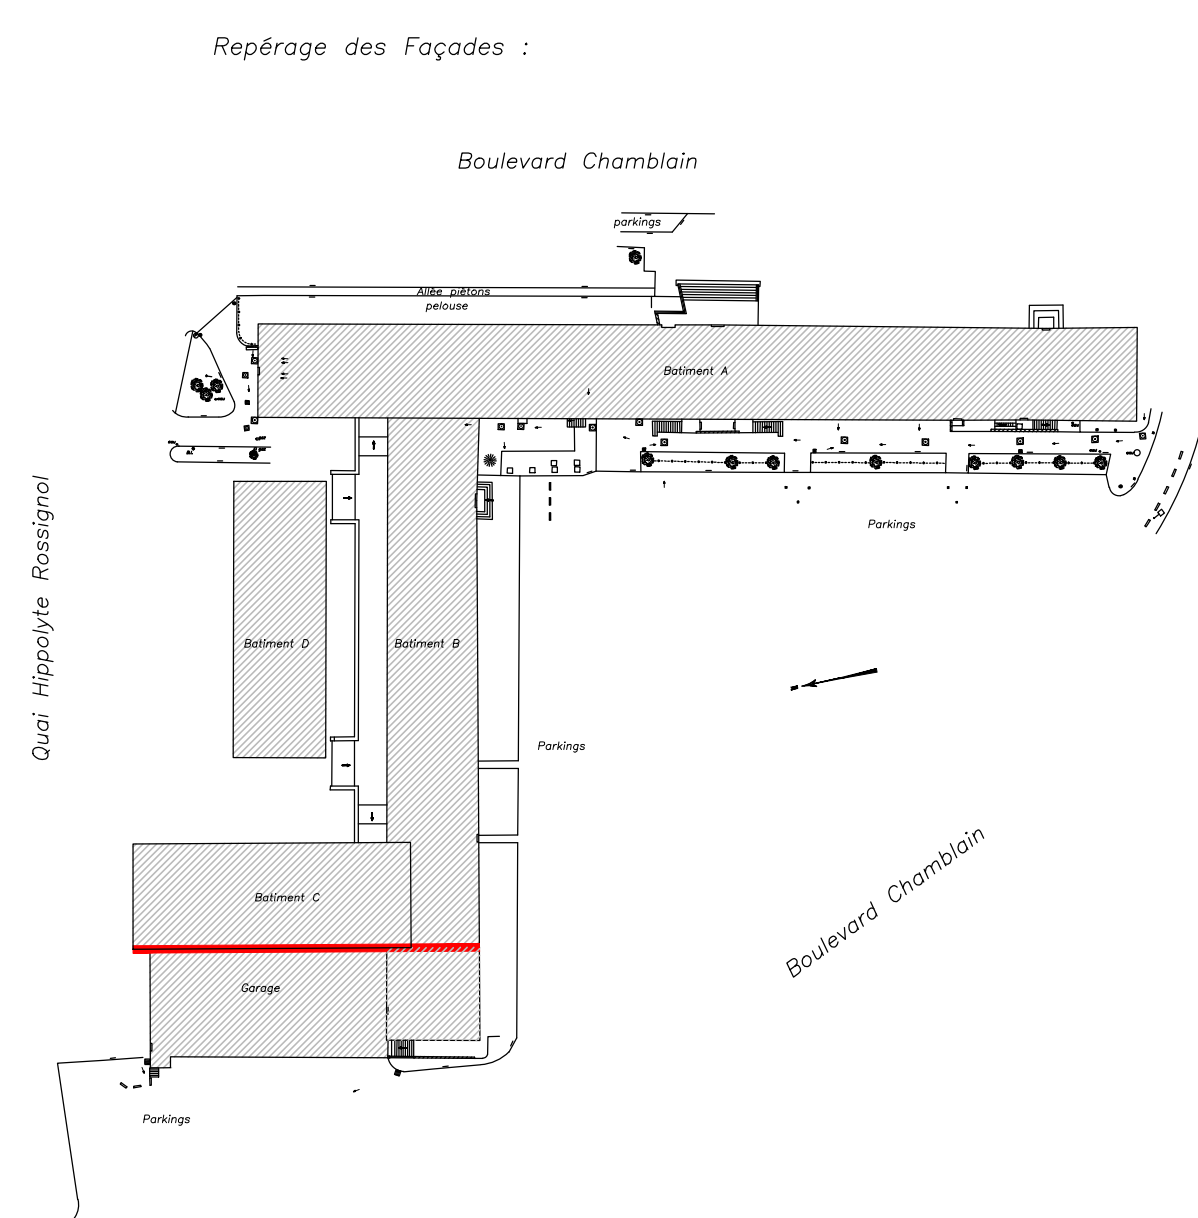 Repérage des Façades :
Boulevard Chamblain
parkings
Allée piètons
pelouse
Batiment A
Parkings
Quai Hippolyte Rossignol
Batiment D
Batiment B
Parkings
Boulevard Chamblain
Batiment C
Garage
Parkings